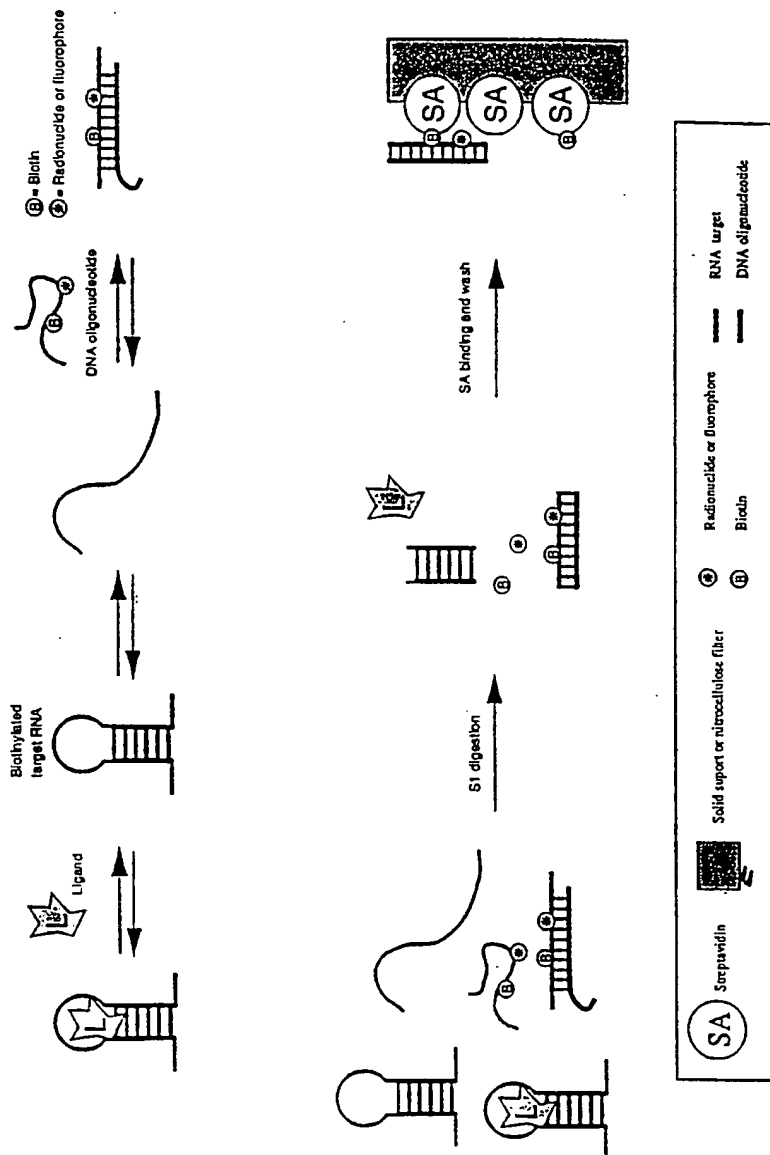 L
Ligand
L
Biotinylated
target RNA
B
*
DNA oligonucleotide
B = Biotin
* = Radionuclide or fluorophore
B
*
L
B
*
B
*
S1 digestion
L
B
*
B
*
SA binding and wash
B
*
B
SA
SA
SA
SA
Streptavidin
Solid suport or nitrocellulose filter
* Radionuclide or fluorophore
B Biotin
RNA target
DNA oligonucleotide